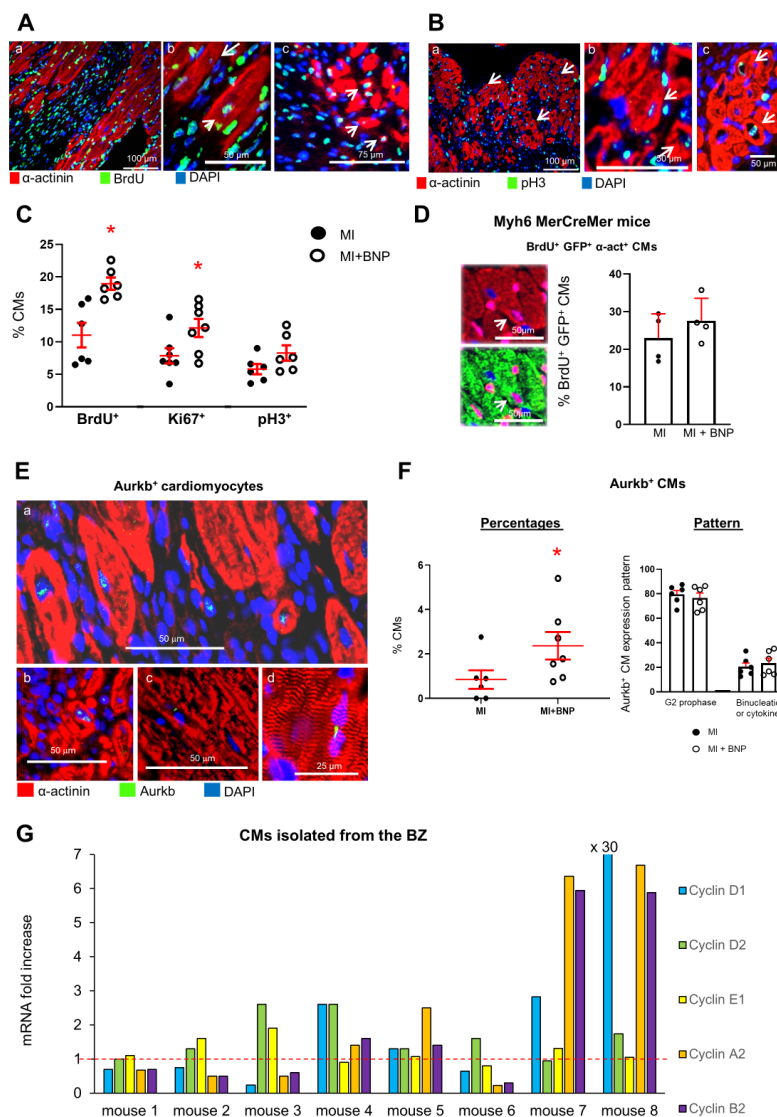 A
B
a
b
c
a
b
c
100 µm
50 µm
75 µm
100 µm
50 µm
50 µm
α-actinin
BrdU
DAPI
α-actinin
pH3
DAPI
C
D
Myh6 MerCreMer mice
BrdU⁺ GFP⁺ α-act⁺ CMs
MI
MI+BNP
% CMs
25
20
15
10
5
0
BrdU⁺
Ki67⁺
pH3⁺
*
*
50µm
50µm
% BrdU⁺ GFP⁺ CMs
40
30
20
10
0
MI
MI + BNP
E
F
Aurkb⁺ cardiomyocytes
Aurkb⁺ CMs
a
50 µm
b
c
d
50 µm
50 µm
25 µm
α-actinin
Aurkb
DAPI
Percentages
Pattern
*
% CMs
6
4
2
0
MI
MI+BNP
Aurkb⁺ CM expression pattern
100
80
60
40
20
0
G2 prophase
Binucleatio
or cytokine
MI
MI + BNP
G
CMs isolated from the BZ
x 30
mRNA fold increase
7
6
5
4
3
2
1
0
mouse 1
mouse 2
mouse 3
mouse 4
mouse 5
mouse 6
mouse 7
mouse 8
Cyclin D1
Cyclin D2
Cyclin E1
Cyclin A2
Cyclin B2